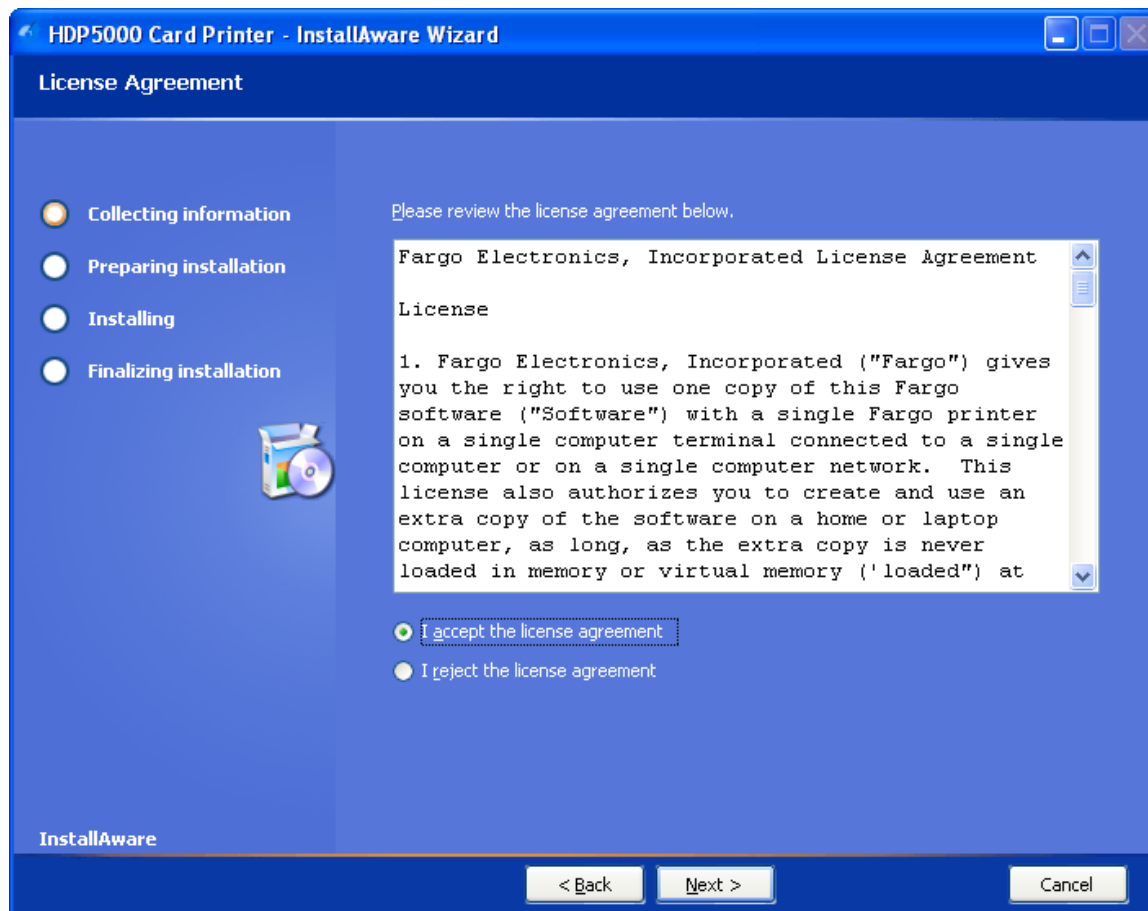 HDP5000 Card Printer - InstallAware Wizard
License Agreement
Collecting information
Preparing installation
Installing
Finalizing installation
Please review the license agreement below.
Fargo Electronics, Incorporated License Agreement
License
1. Fargo Electronics, Incorporated ("Fargo") gives
you the right to use one copy of this Fargo
software ("Software") with a single Fargo printer
on a single computer terminal connected to a single
computer or on a single computer network.  This
license also authorizes you to create and use an
extra copy of the software on a home or laptop
computer, as long, as the extra copy is never
loaded in memory or virtual memory ('loaded") at
I accept the license agreement
I reject the license agreement
InstallAware
< Back
Next >
Cancel